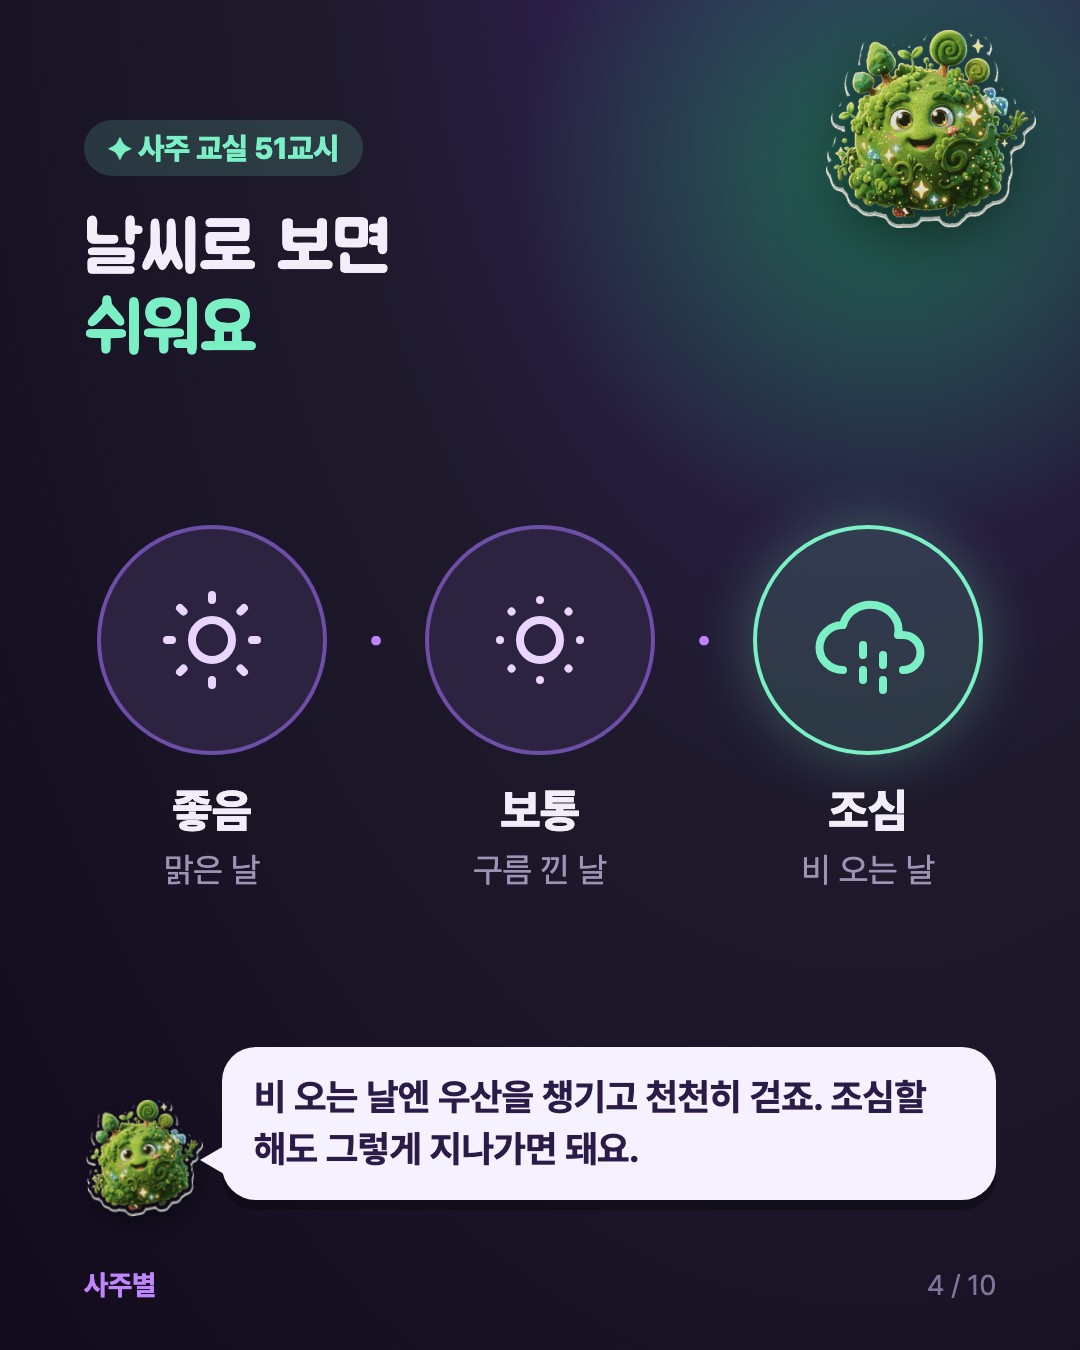 사주 교실 51교시
날씨로 보면
쉬워요
좋음
보통
조심
맑은 날
구름 낀 날
비 오는 날
비 오는 날엔 우산을 챙기고 천천히 걷죠. 조심할
해도 그렇게 지나가면 돼요.
사주별
4 / 10